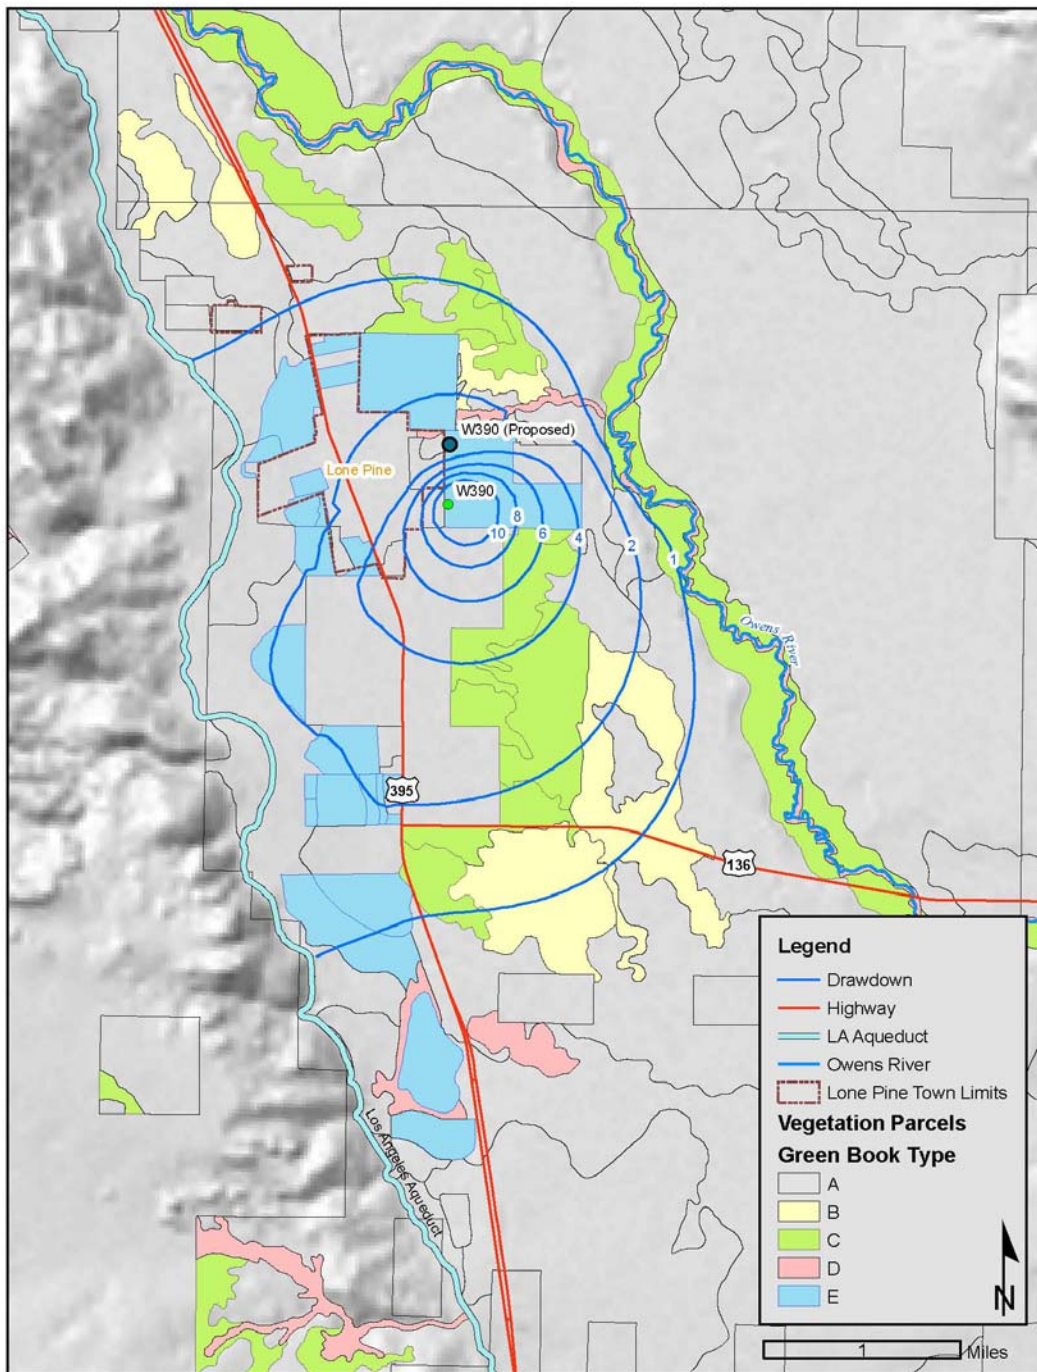 W390 (Proposed)
Lone Pine
W390
10
8
6
4
2
1
Owens River
395
136
Los Angeles Aqueduct
Legend
Drawdown
Highway
LA Aqueduct
Owens River
Lone Pine Town Limits
Vegetation Parcels
Green Book Type
A
B
C
D
E
N
1 Miles